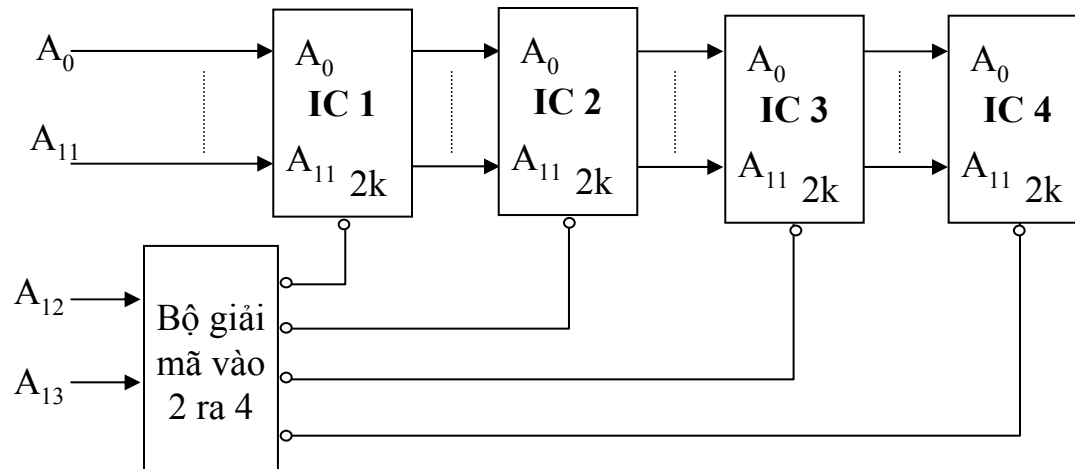 A₀
A₁₁
A₀
IC 1
A₁₁ 2k
A₀
IC 2
A₁₁ 2k
A₀
IC 3
A₁₁ 2k
A₀
IC 4
A₁₁ 2k
A₁₂
A₁₃
Bộ giải
mã vào
2 ra 4